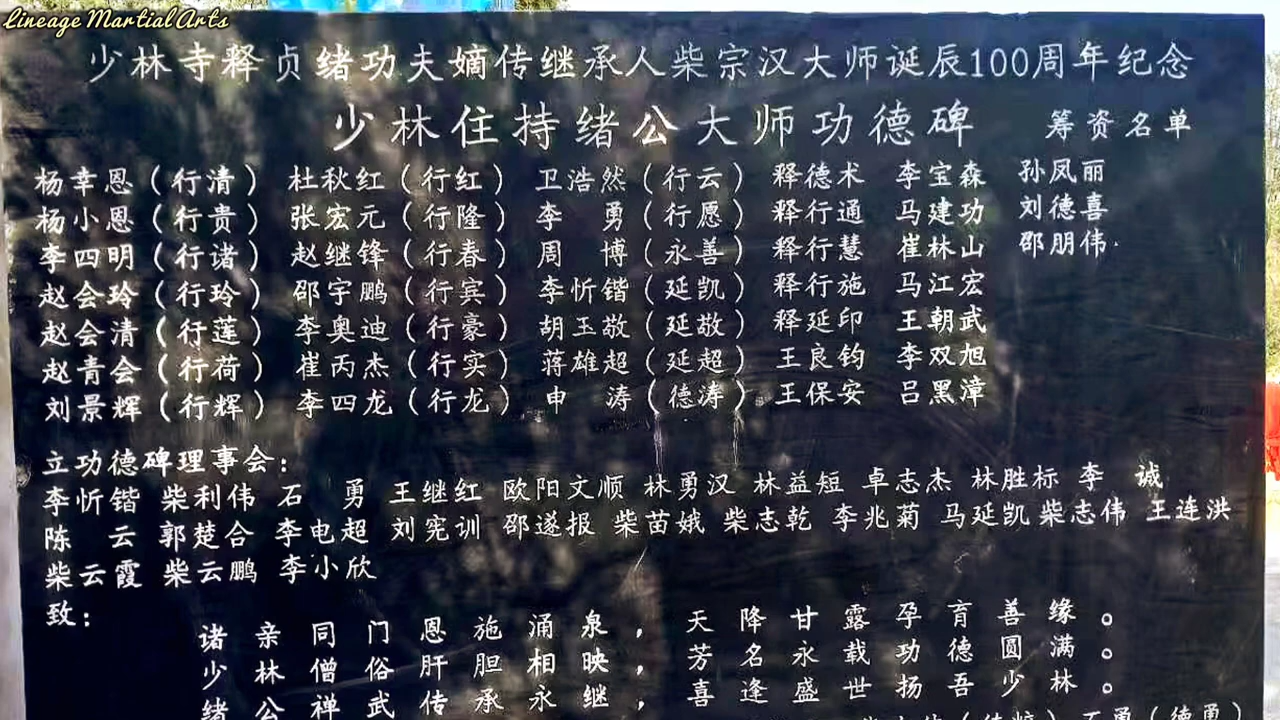 Lineage Martial Arts
少林寺释贞绪功夫嫡传继承人柴宗汉大师诞辰100周年纪念
少林住持绪公大师功德碑 筹资名单
杨幸恩（行清） 杜秋红（行红） 卫浩然（行云） 释德术 李宝森 孙凤丽
杨小恩（行贵） 张宏元（行隆） 李 勇（行愿） 释行通 马建功 刘德喜
李四明（行诸） 赵继锋（行春） 周 博（永善） 释行慧 崔林山 邵朋伟
赵会玲（行玲） 邵宇鹏（行宾） 李忻锴（延凯） 释行施 马江宏
赵会清（行莲） 李奥迪（行豪） 胡玉敬（延敬） 释延印 王朝武
赵青会（行荷） 崔丙杰（行实） 蒋雄超（延超） 王良钧 李双旭
刘景辉（行辉） 李四龙（行龙） 申 涛（德涛） 王保安 吕黑漳
立功德碑理事会：
李忻锴 柴利伟 石 勇 王继红 欧阳文顺 林勇汉 林益短 卓志杰 林胜标 李 诚
陈 云 郭楚合 李电超 刘宪训 邵遂报 柴苗娥 柴志乾 李兆菊 马延凯 柴志伟 王连洪
柴云霞 柴云鹏 李小欣
致：
诸亲同门恩施涌泉，天降甘露孕育善缘。
少林僧俗肝胆相映，芳名永载功德圆满。
绪公禅武传承永继，喜逢盛世扬吾少林。